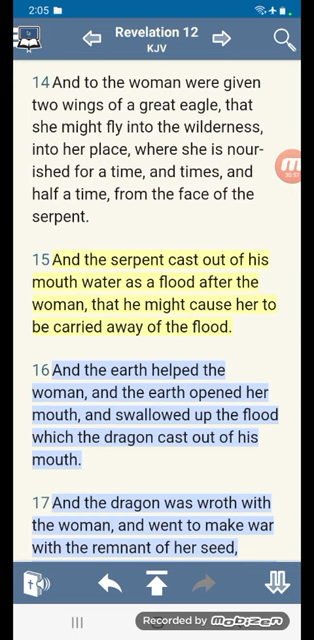 2:05
Revelation 12
KJV
14 And to the woman were given
two wings of a great eagle, that
she might fly into the wilderness,
into her place, where she is nour-
ished for a time, and times, and
half a time, from the face of the
serpent.
15 And the serpent cast out of his
mouth water as a flood after the
woman, that he might cause her to
be carried away of the flood.
16 And the earth helped the
woman, and the earth opened her
mouth, and swallowed up the flood
which the dragon cast out of his
mouth.
17 And the dragon was wroth with
the woman, and went to make war
with the remnant of her seed,
Recorded by Mobizen